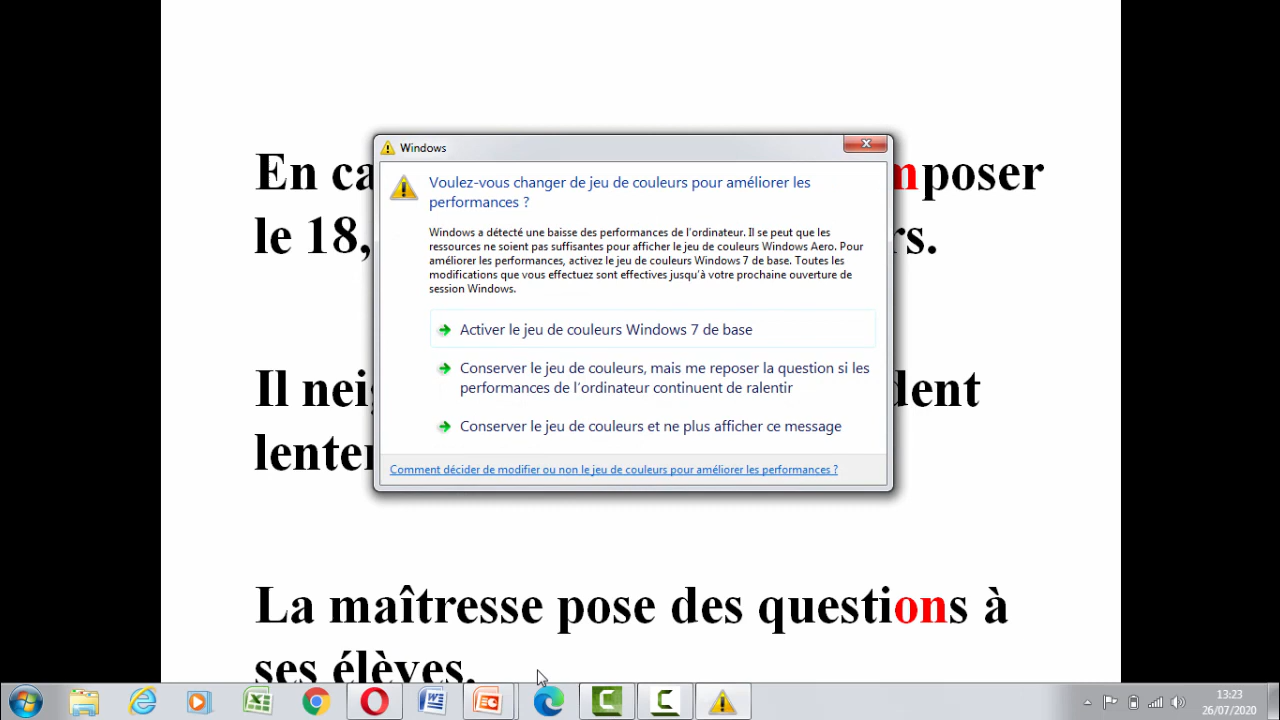 Windows
Voulez-vous changer de jeu de couleurs pour améliorer les
performances ?
Windows a détecté une baisse des performances de l'ordinateur. Il se peut que les
ressources ne soient pas suffisantes pour afficher le jeu de couleurs Windows Aero. Pour
améliorer les performances, activez le jeu de couleurs Windows 7 de base. Toutes les
modifications que vous effectuez sont effectives jusqu'à votre prochaine ouverture de
session Windows.
Activer le jeu de couleurs Windows 7 de base
Conserver le jeu de couleurs, mais me reposer la question si les
performances de l'ordinateur continuent de ralentir
Conserver le jeu de couleurs et ne plus afficher ce message
Comment décider de modifier ou non le jeu de couleurs pour améliorer les performances ?
En
le 18,
Il
La maîtresse pose des questions à
ses élèves.
13:23
26/07/2020